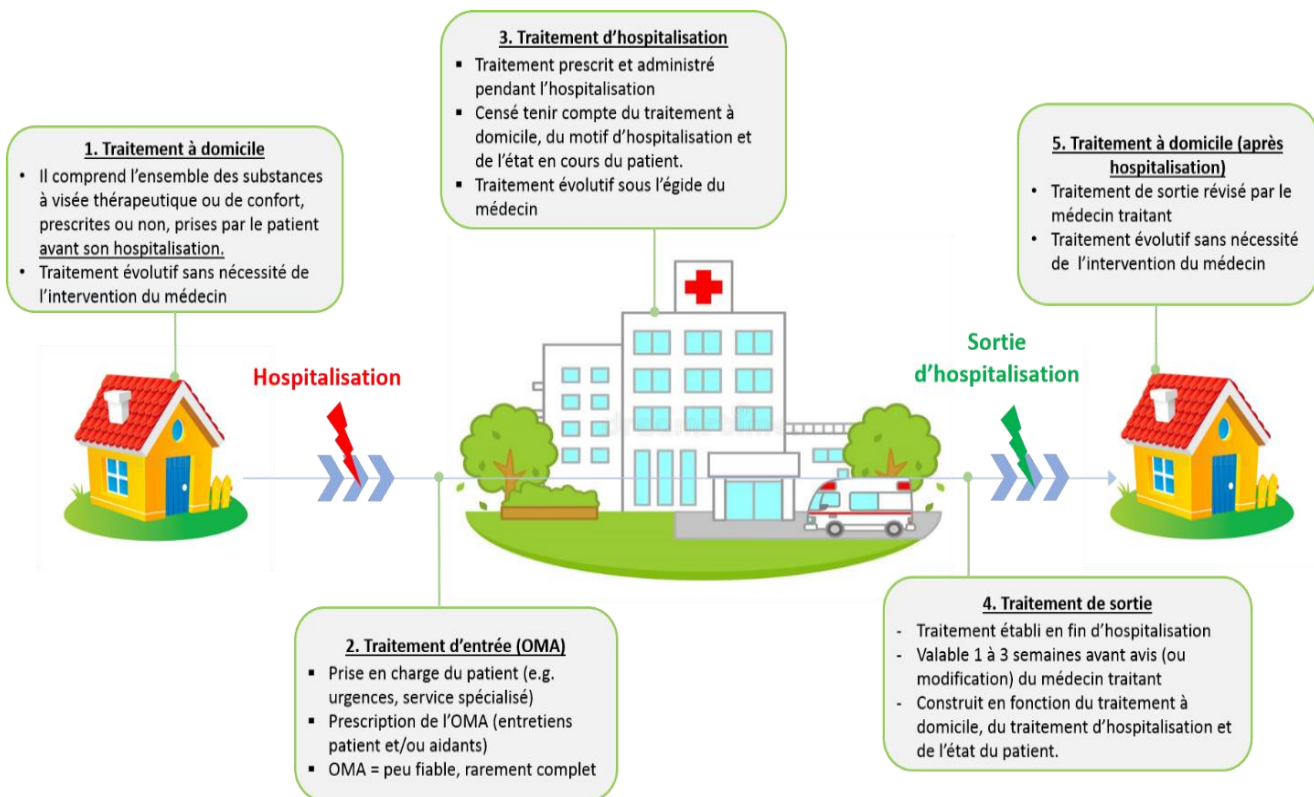 1. Traitement à domicile
• Il comprend l'ensemble des substances
à visée thérapeutique ou de confort,
prescrites ou non, prises par le patient
avant son hospitalisation.
• Traitement évolutif sans nécessité de
l'intervention du médecin
Hospitalisation
2. Traitement d'entrée (OMA)
▪ Prise en charge du patient (e.g.
urgences, service spécialisé)
▪ Prescription de l'OMA (entretiens
patient et/ou aidants)
▪ OMA = peu fiable, rarement complet
3. Traitement d'hospitalisation
▪ Traitement prescrit et administré
pendant l'hospitalisation
▪ Censé tenir compte du traitement à
domicile, du motif d'hospitalisation et
de l'état en cours du patient.
▪ Traitement évolutif sous l'égide du
médecin
Sortie
d'hospitalisation
4. Traitement de sortie
- Traitement établi en fin d'hospitalisation
- Valable 1 à 3 semaines avant avis (ou
modification) du médecin traitant
- Construit en fonction du traitement à
domicile, du traitement d'hospitalisation et
de l'état du patient.
5. Traitement à domicile (après
hospitalisation)
• Traitement de sortie révisé par le
médecin traitant
• Traitement évolutif sans nécessité
de l'intervention du médecin